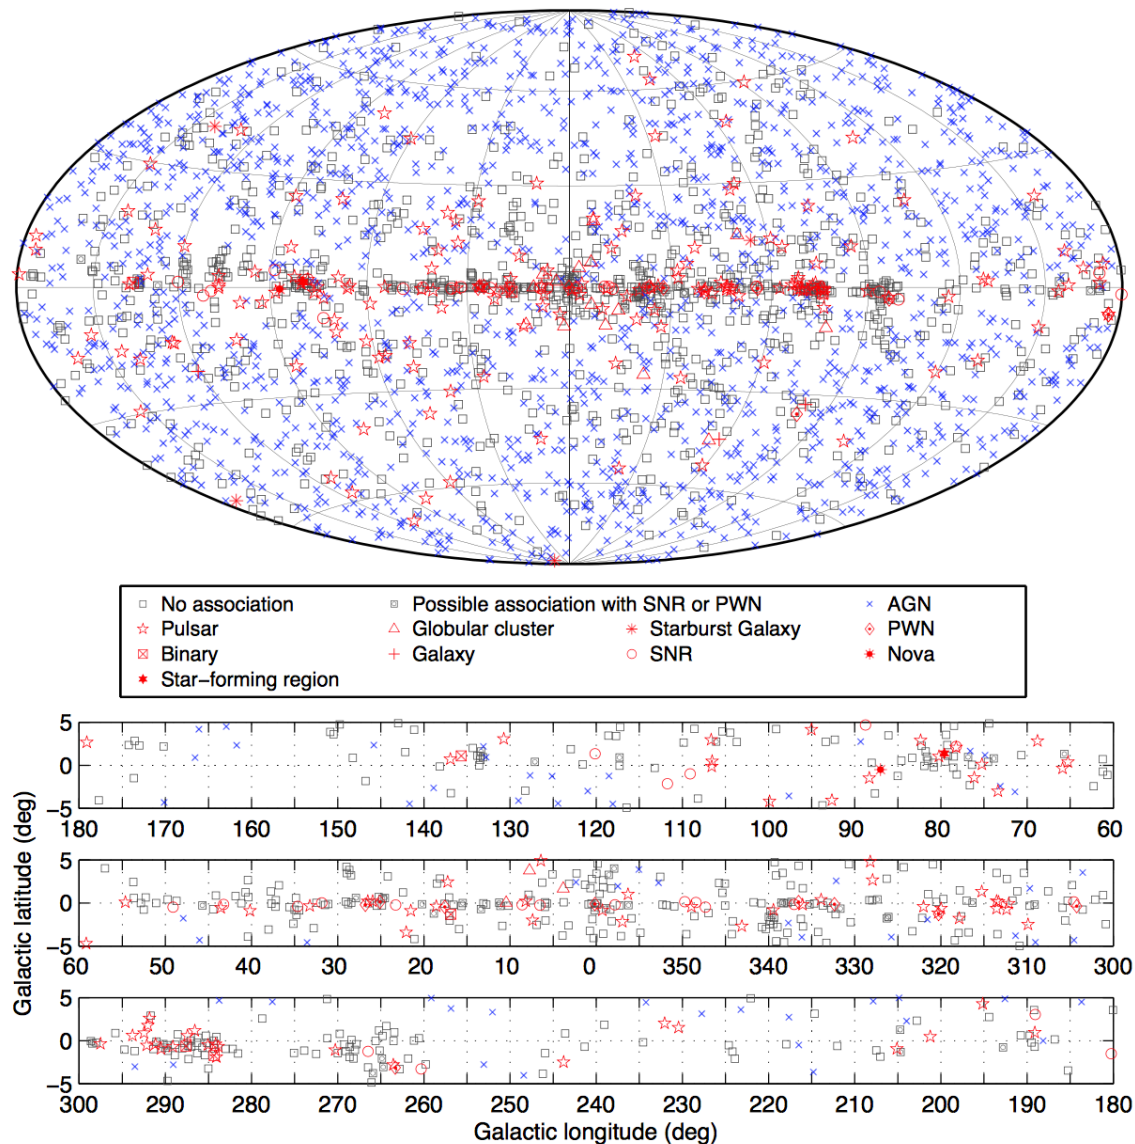 No association
Possible association with SNR or PWN
AGN
Pulsar
Globular cluster
Starburst Galaxy
PWN
Binary
Galaxy
SNR
Nova
Star−forming region
5
0
−5
180 170 160 150 140 130 120 110 100 90 80 70 60
5
0
−5
60 50 40 30 20 10 0 350 340 330 320 310 300
5
0
−5
300 290 280 270 260 250 240 230 220 210 200 190 180
Galactic latitude (deg)
Galactic longitude (deg)